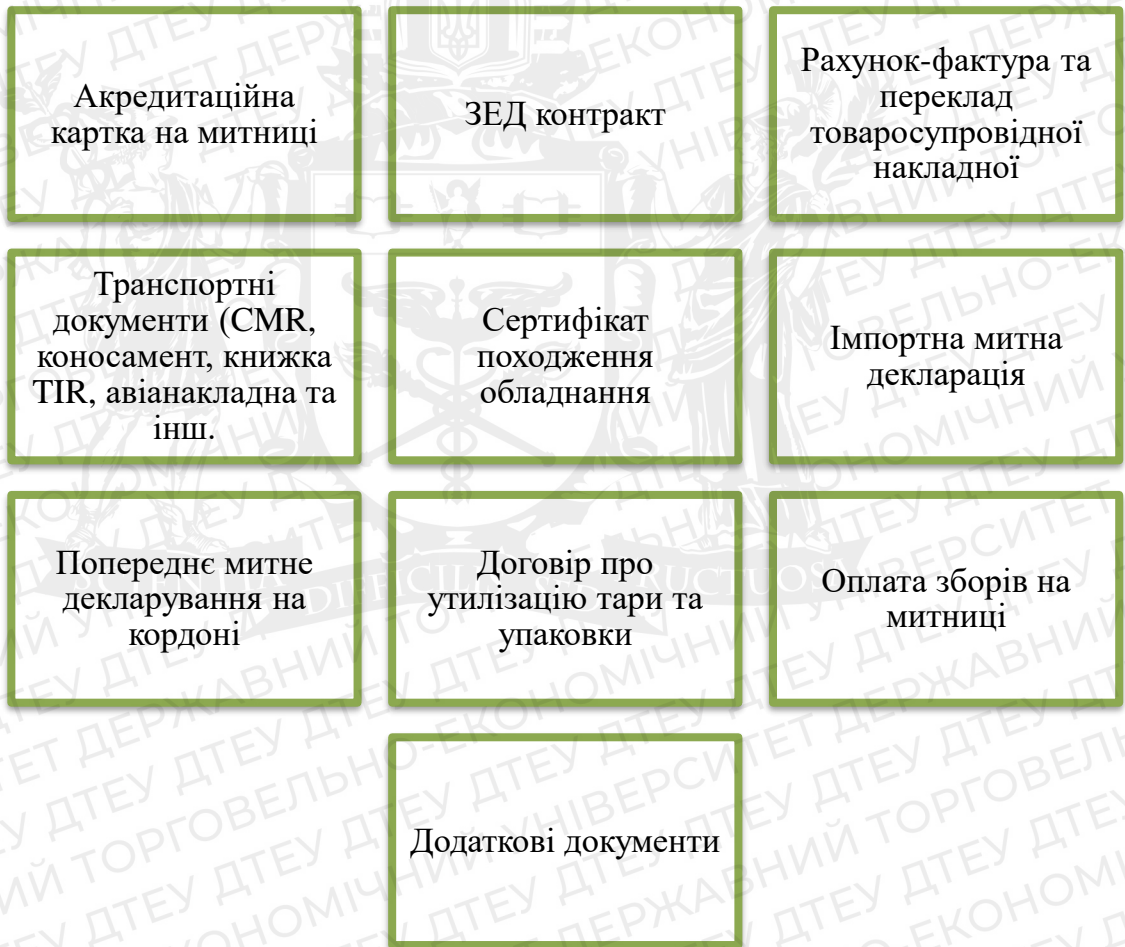 Акредитаційна
картка на митниці
ЗЕД контракт
Рахунок-фактура та
переклад
товаросупровідної
накладної
Транспортні
документи (CMR,
коносамент, книжка
TIR, авіанакладна та
інш.
Сертифікат
походження
обладнання
Імпортна митна
декларація
Попереднє митне
декларування на
кордоні
Договір про
утилізацію тари та
упаковки
Оплата зборів на
митниці
Додаткові документи